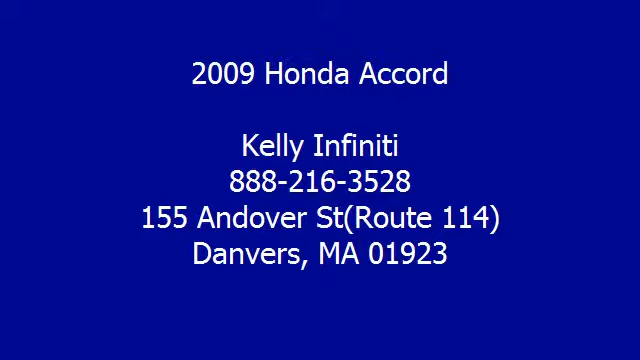 2009 Honda Accord
Kelly Infiniti
888-216-3528
155 Andover St(Route 114)
Danvers, MA 01923